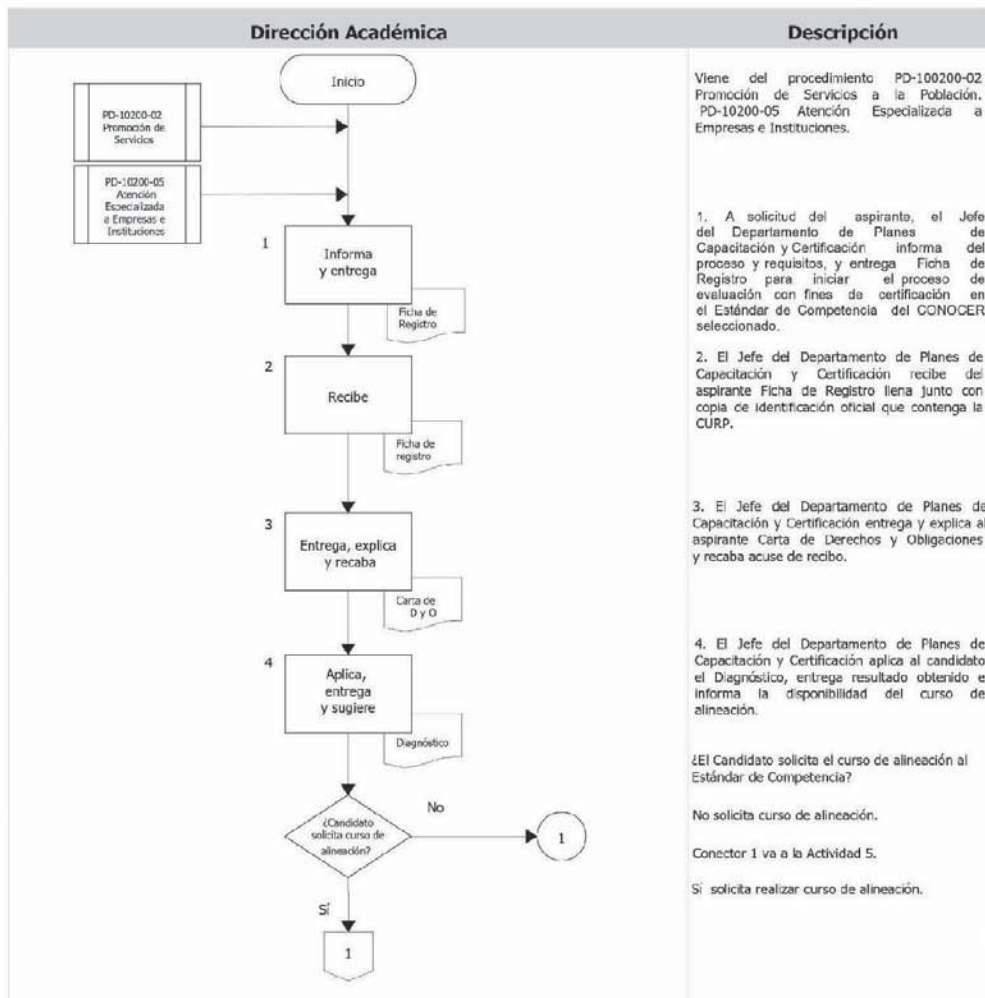 Dirección Académica
Descripción
Inicio
PD-10200-02
Promoción de
Servicios
PD-10200-05
Atención
Especializada
a Empresas e
Instituciones
1
Informa
y entrega
Ficha de
Registro
2
Recibe
Ficha de
registro
3
Entrega, explica
y recaba
Carta de
D y O
4
Aplica,
entrega
y sugiere
Diagnóstico
¿Candidato
solicita curso de
alineación?
No
1
Sí
1
Viene del procedimiento PD-100200-02
Promoción de Servicios a la Población.
PD-10200-05 Atención Especializada a
Empresas e Instituciones.
1. A solicitud del aspirante, el Jefe
del Departamento de Planes de
Capacitación y Certificación informa del
proceso y requisitos, y entrega Ficha de
Registro para iniciar el proceso de
evaluación con fines de certificación en
el Estándar de Competencia del CONOCER
seleccionado.
2. El Jefe del Departamento de Planes de
Capacitación y Certificación recibe del
aspirante Ficha de Registro llena junto con
copia de identificación oficial que contenga la
CURP.
3. El Jefe del Departamento de Planes de
Capacitación y Certificación entrega y explica al
aspirante Carta de Derechos y Obligaciones
y recaba acuse de recibo.
4. El Jefe del Departamento de Planes de
Capacitación y Certificación aplica al candidato
el Diagnóstico, entrega resultado obtenido e
informa la disponibilidad del curso de
alineación.
¿El Candidato solicita el curso de alineación al
Estándar de Competencia?
No solicita curso de alineación.
Conector 1 va a la Actividad 5.
Sí solicita realizar curso de alineación.